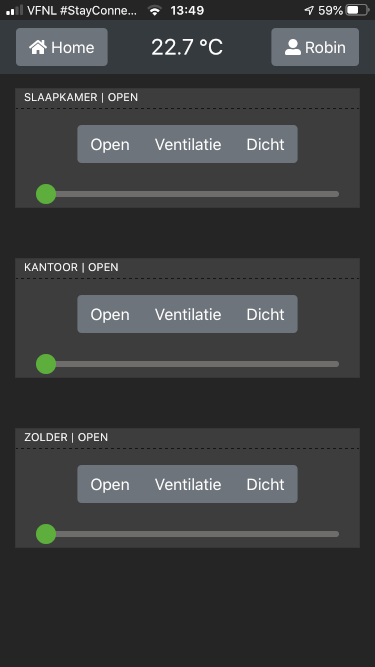 VFNL #StayConne... 13:49 59%
Home 22.7 °C Robin
SLAAPKAMER | OPEN
Open Ventilatie Dicht
KANTOOR | OPEN
Open Ventilatie Dicht
ZOLDER | OPEN
Open Ventilatie Dicht